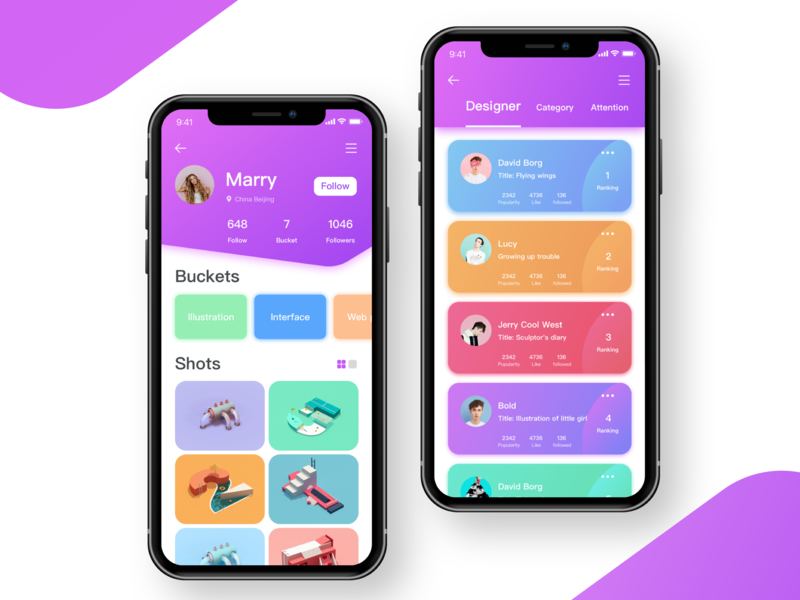 9:41
Marry
Follow
China Beijing
648
7
1046
Follow
Bucket
Followers
Buckets
Illustration
Interface
Web
Shots
9:41
Designer
Category
Attention
David Borg
Title: Flying wings
1
Ranking
2342
4736
136
Popularity
Like
followed
Lucy
Growing up trouble
2
Ranking
2342
4736
136
Popularity
Like
followed
Jerry Cool West
Title: Sculptor's diary
3
Ranking
2342
4736
136
Popularity
Like
followed
Bold
Title: Illustration of little girl
4
Ranking
2342
4736
136
Popularity
Like
followed
David Borg